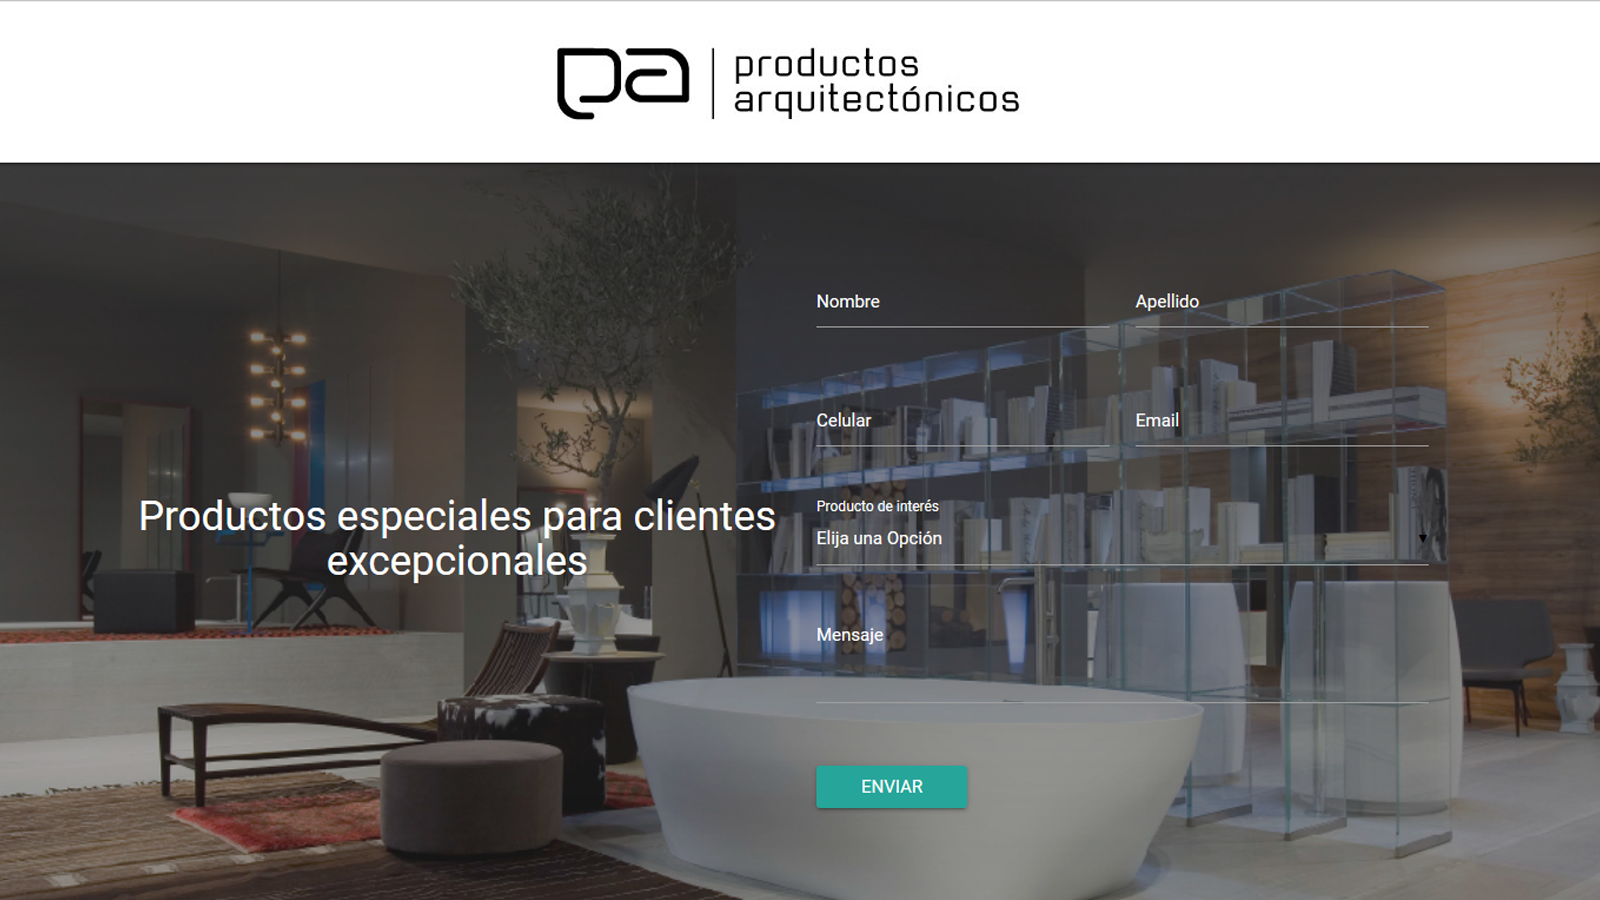 pa
productos
arquitectónicos
Nombre
Apellido
Celular
Email
Productos especiales para clientes
excepcionales
Producto de interés
Elija una Opción
Mensaje
ENVIAR